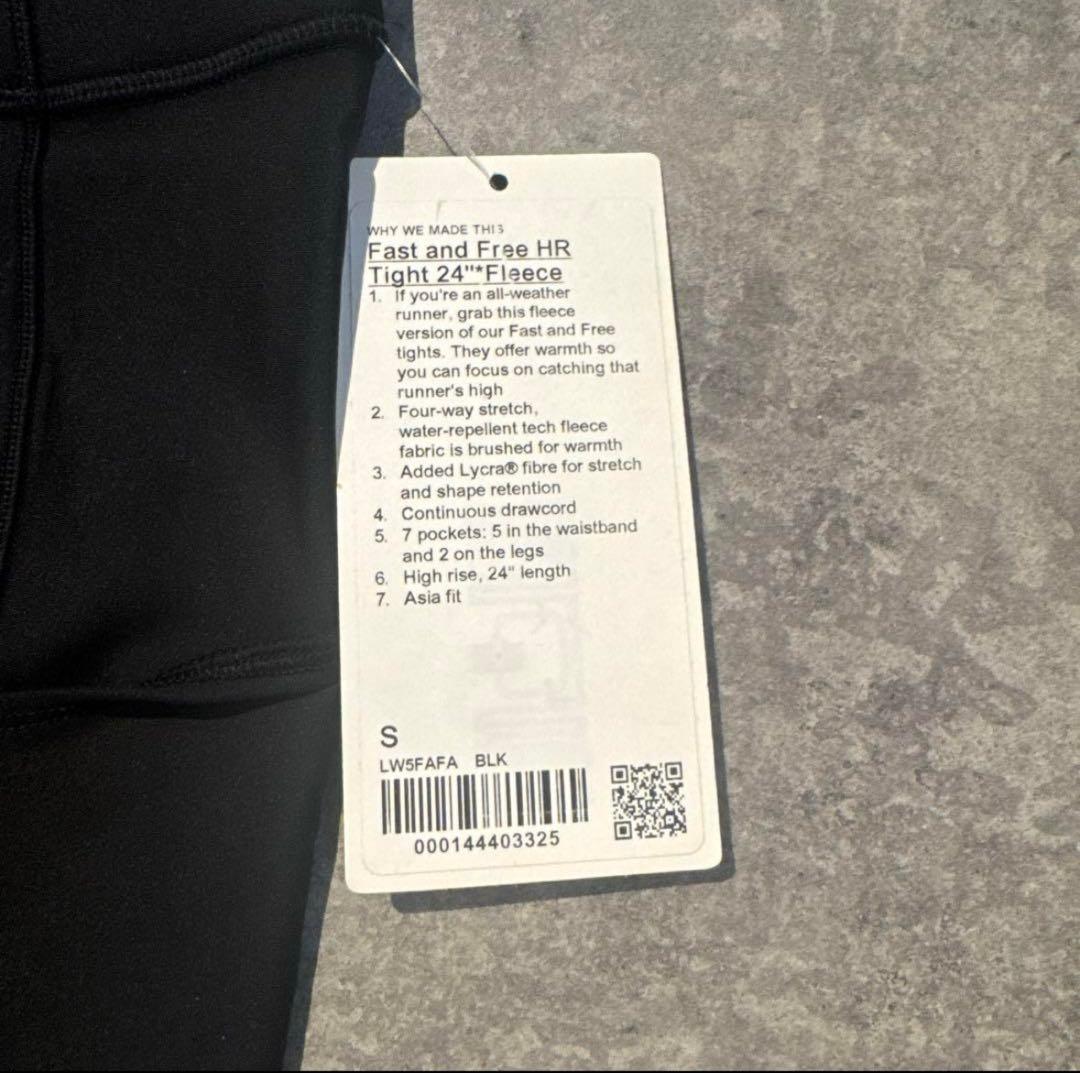 WHY WE MADE THIS
Fast and Free HR
Tight 24"*Fleece
1. If you're an all-weather
runner, grab this fleece
version of our Fast and Free
tights. They offer warmth so
you can focus on catching that
runner's high
2. Four-way stretch,
water-repellent tech fleece
fabric is brushed for warmth
3. Added Lycra® fibre for stretch
and shape retention
4. Continuous drawcord
5. 7 pockets: 5 in the waistband
and 2 on the legs
6. High rise, 24" length
7. Asia fit
S
LW5FAFA BLK
000144403325